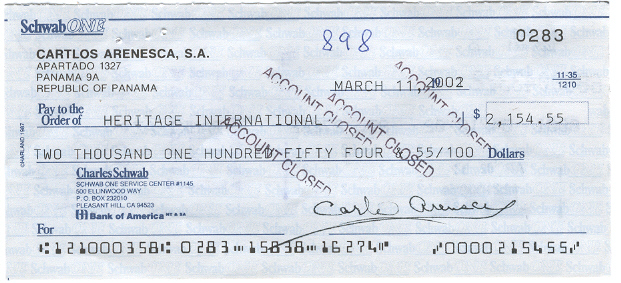 SchwabONE
898
0283
CARTLOS ARENESCA, S.A.
APARTADO 1327
PANAMA 9A
REPUBLIC OF PANAMA
MARCH 11, 2002
11-35
1210
ACCOUNT CLOSED
ACCOUNT CLOSED
ACCOUNT CLOSED
ACCOUNT CLOSED
Pay to the
Order of HERITAGE INTERNATIONAL $ 2,154.55
TWO THOUSAND ONE HUNDRED FIFTY FOUR & 55/100 Dollars
CHARLAND 1987
Charles Schwab
SCHWAB ONE SERVICE CENTER #1145
500 ELLINWOOD WAY
P. O. BOX 232010
PLEASANT HILL, CA 94523
Bank of America NT & SA
Carlo Arenesca
For
⑆121000358⑆ 0283⑈15838⑉16274⑈ ⑈0000215455⑈